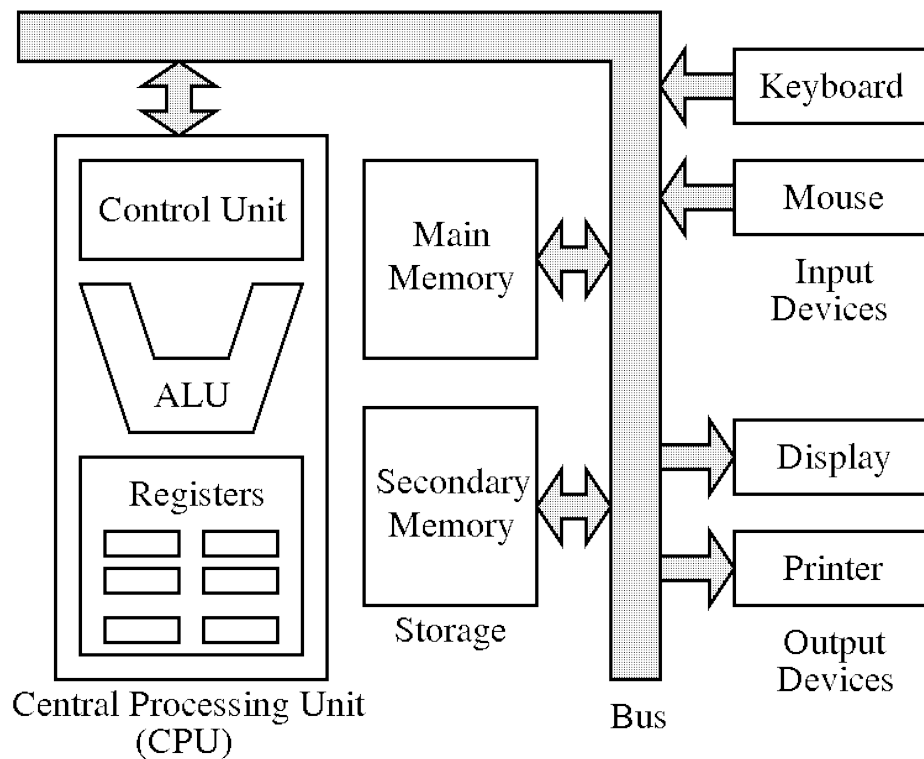 Keyboard
Control Unit
Main
Memory
Mouse
Input
Devices
ALU
Registers
Secondary
Memory
Storage
Display
Printer
Output
Devices
Central Processing Unit
(CPU)
Bus